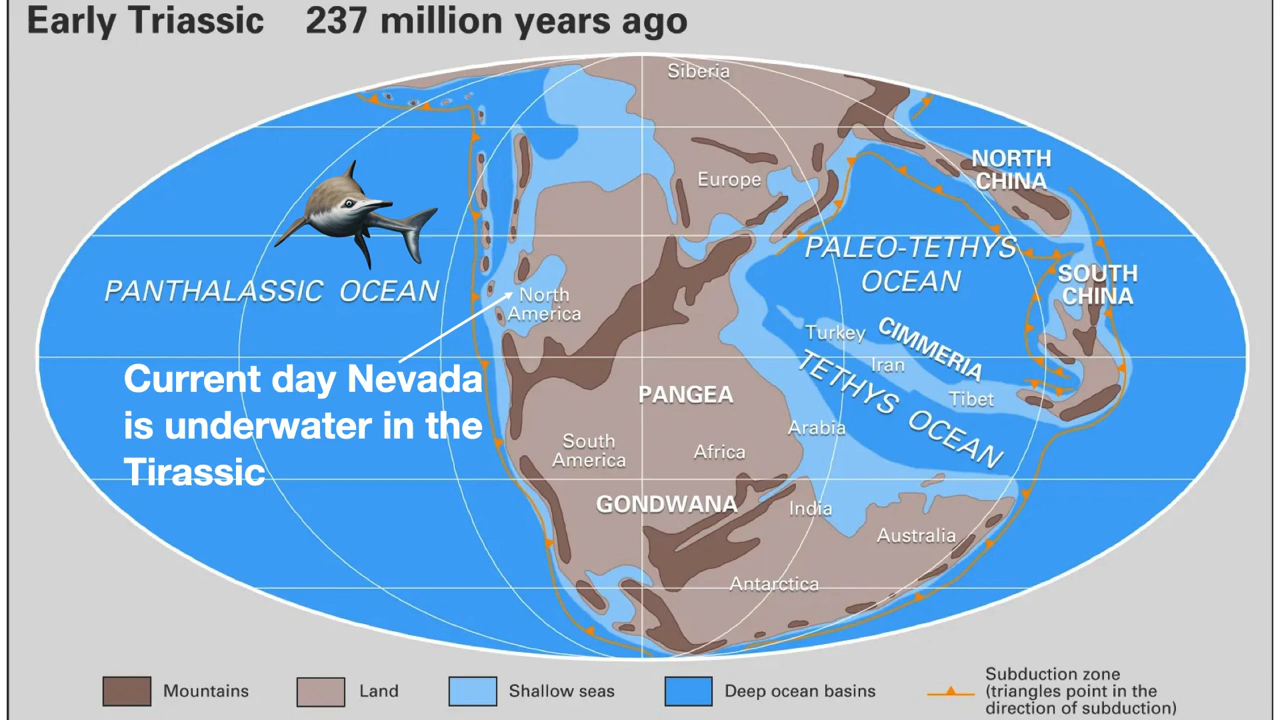 Early Triassic 237 million years ago
Siberia
NORTH
CHINA
Europe
PALEO-TETHYS
OCEAN
SOUTH
CHINA
PANTHALASSIC OCEAN
North
America
Turkey
CIMMERIA
Iran
Tibet
TETHYS OCEAN
Current day Nevada
is underwater in the
Tirassic
PANGEA
Arabia
South
America
Africa
GONDWANA
India
Australia
Antarctica
Mountains
Land
Shallow seas
Deep ocean basins
Subduction zone
(triangles point in the
direction of subduction)